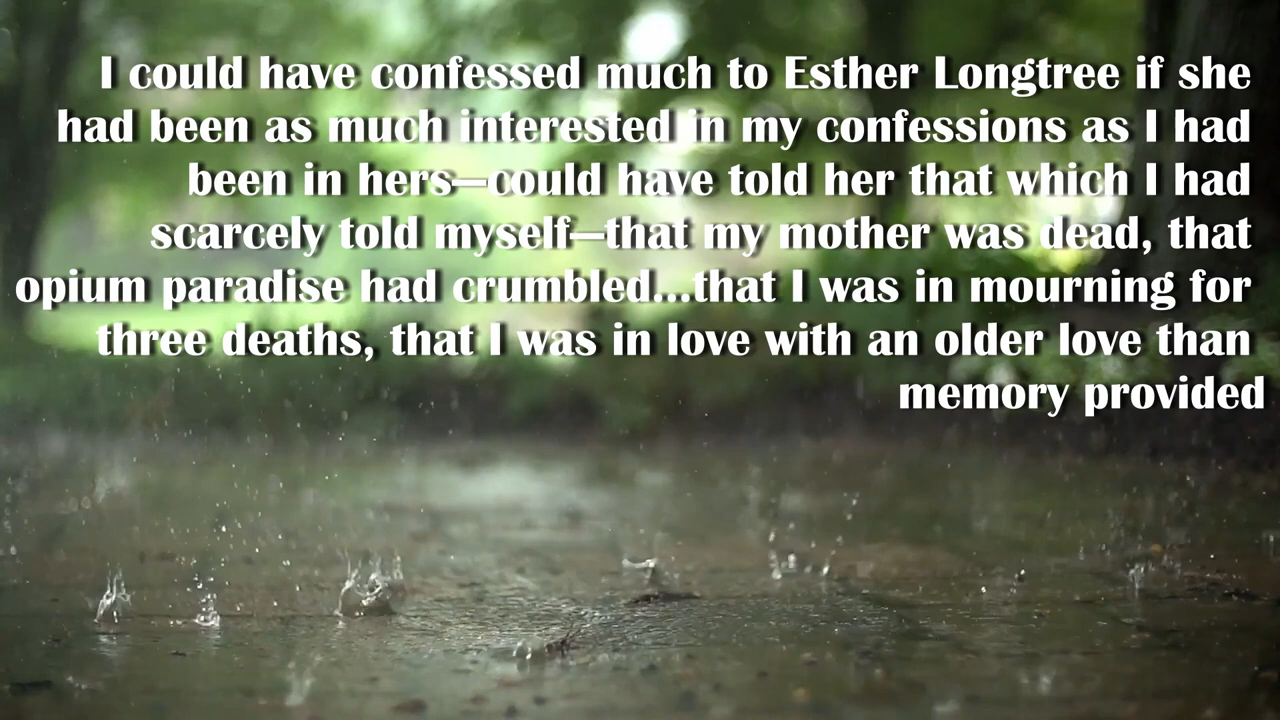 I could have confessed much to Esther Longtree if she
had been as much interested in my confessions as I had
been in hers—could have told her that which I had
scarcely told myself—that my mother was dead, that
opium paradise had crumbled...that I was in mourning for
three deaths, that I was in love with an older love than
memory provided